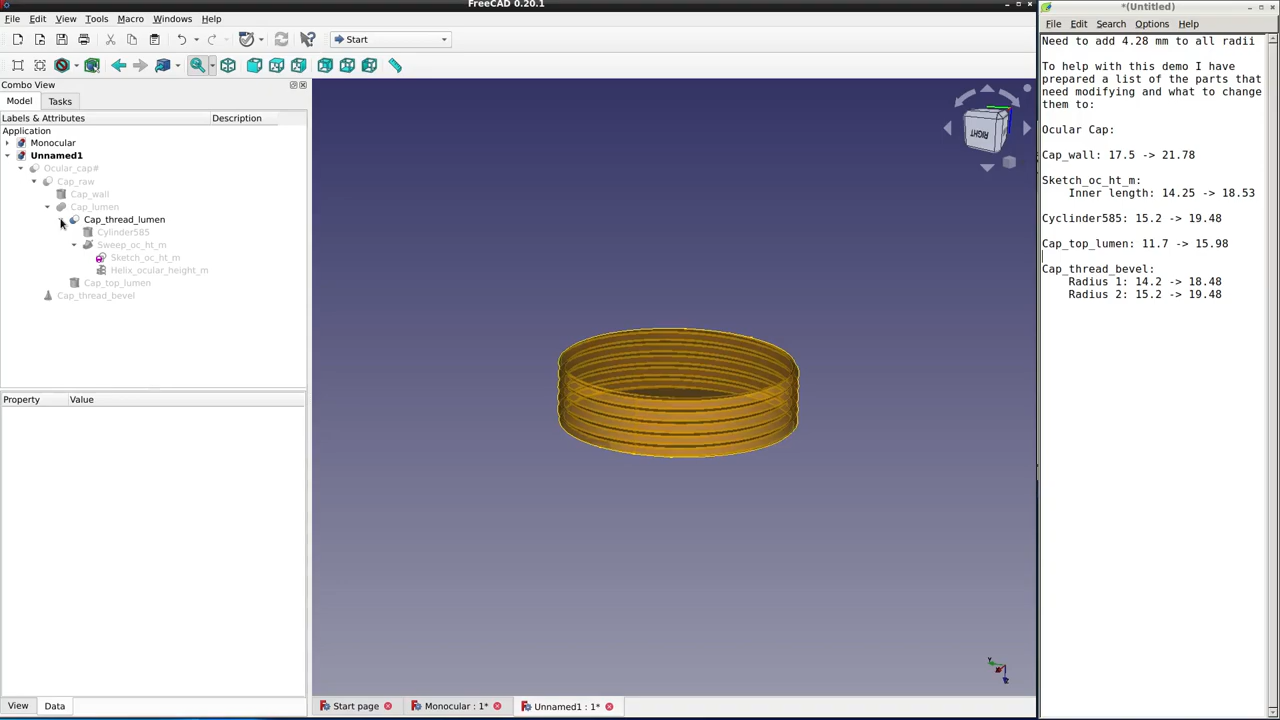 FreeCAD 0.20.1
File Edit View Tools Macro Windows Help
Start
Combo View
Model Tasks
Labels & Attributes Description
Application
Monocular
Unnamed1
Ocular_cap#
Cap_raw
Cap_wall
Cap_lumen
Cap_thread_lumen
Cylinder585
Sweep_oc_ht_m
Sketch_oc_ht_m
Helix_ocular_height_m
Cap_top_lumen
Cap_thread_bevel
Property Value
View Data
RIGHT
Start page
Monocular : 1*
Unnamed1 : 1*
*(Untitled)
File Edit Search Options Help
Need to add 4.28 mm to all radii
To help with this demo I have
prepared a list of the parts that
need modifying and what to change
them to:
Ocular Cap:
Cap_wall: 17.5 -> 21.78
Sketch_oc_ht_m:
Inner length: 14.25 -> 18.53
Cyclinder585: 15.2 -> 19.48
Cap_top_lumen: 11.7 -> 15.98
Cap_thread_bevel:
Radius 1: 14.2 -> 18.48
Radius 2: 15.2 -> 19.48